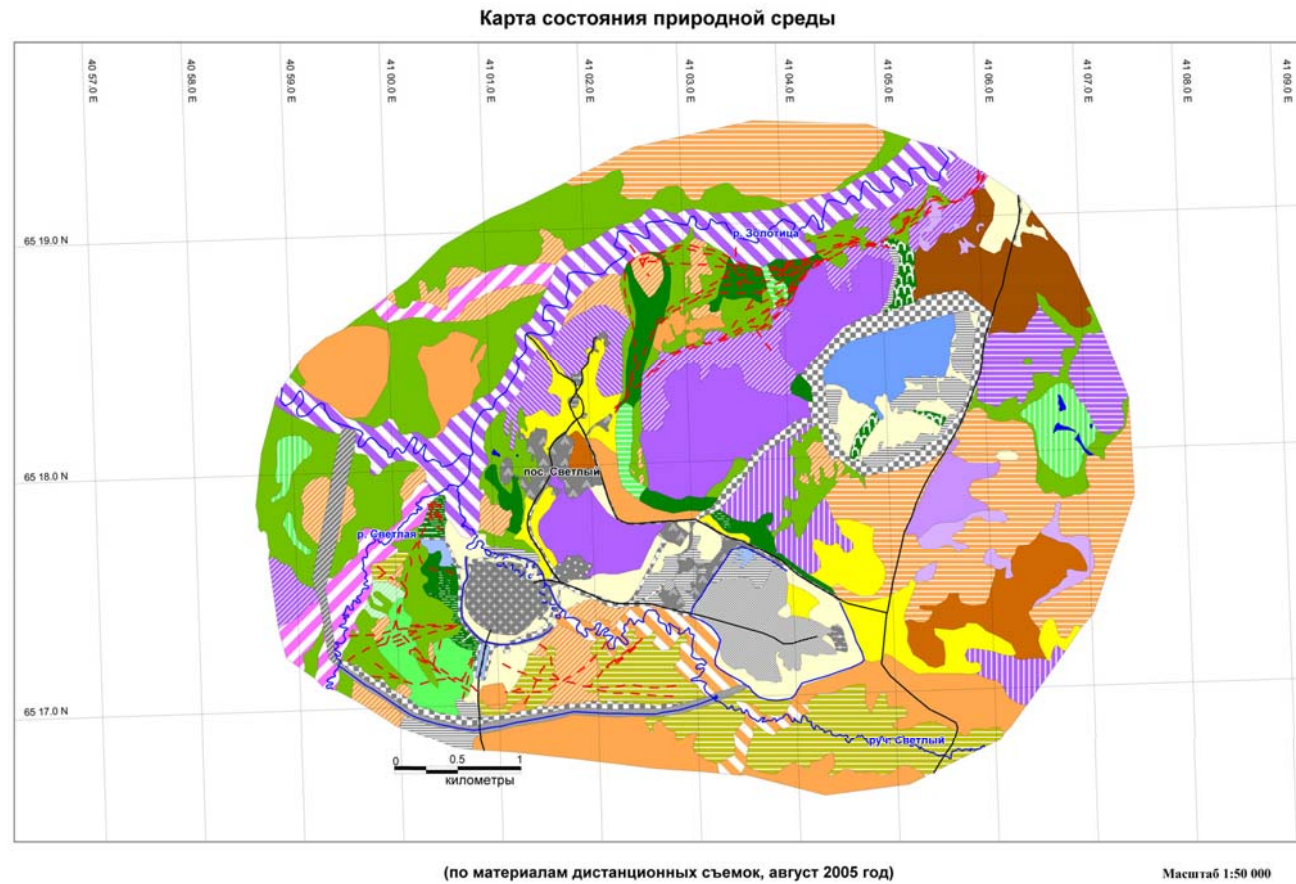 Карта состояния природной среды
40 57.0 E
40 58.0 E
40 59.0 E
41 00.0 E
41 01.0 E
41 02.0 E
41 03.0 E
41 04.0 E
41 05.0 E
41 06.0 E
41 07.0 E
41 08.0 E
41 09.0 E
65 19.0 N
р. Золотица
65 18.0 N
пос. Светлый
р. Светлая
65 17.0 N
руч. Светлый
0 0.5 1
километры
(по материалам дистанционных съемок, август 2005 год)
Масштаб 1:50 000